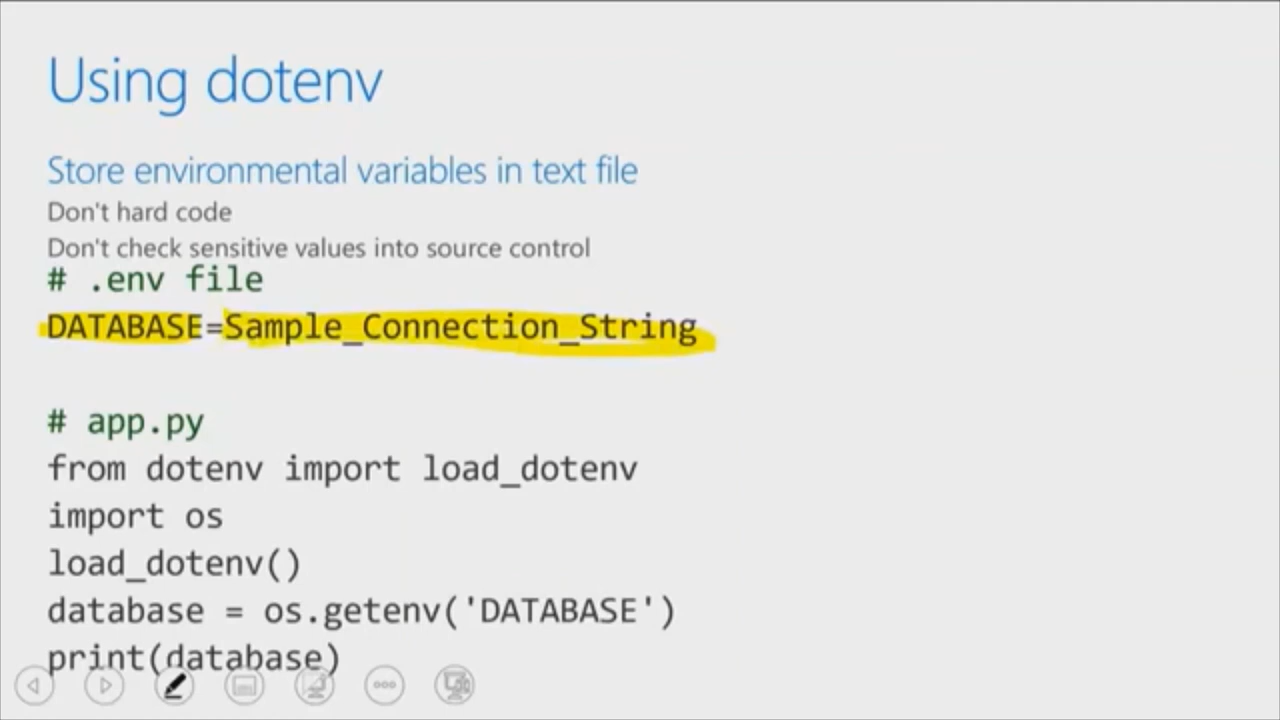 Using dotenv
Store environmental variables in text file
Don't hard code
Don't check sensitive values into source control
# .env file
DATABASE=Sample_Connection_String
# app.py
from dotenv import load_dotenv
import os
load_dotenv()
database = os.getenv('DATABASE')
print(database)